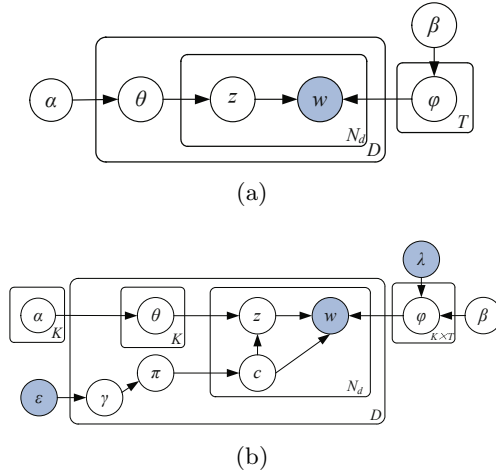 β
α θ z w φ
N_d D T
(a)
λ
α K θ K z w φ K×T β
ε γ π c
N_d
D
(b)